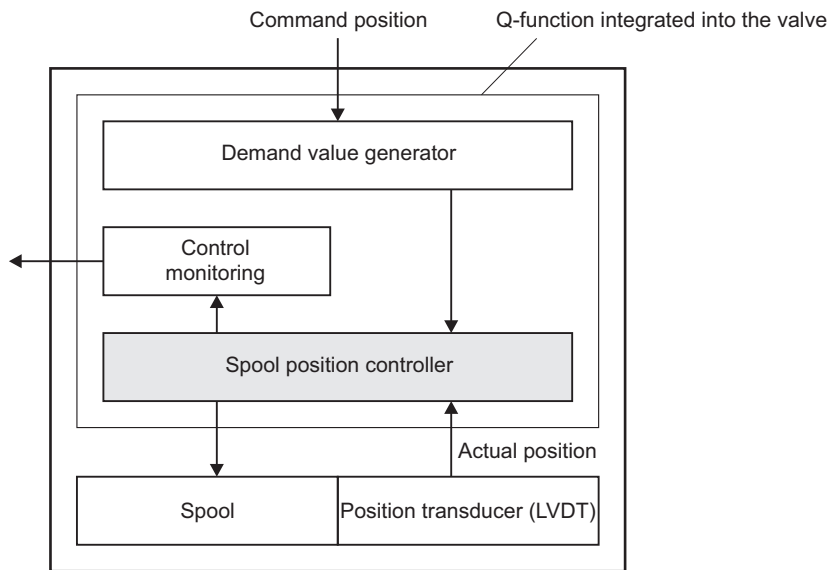 Command position
Q-function integrated into the valve
Demand value generator
Control
monitoring
Spool position controller
Actual position
Spool
Position transducer (LVDT)